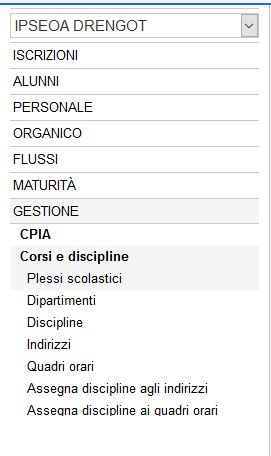 IPSEOA DRENGOT
ISCRIZIONI
ALUNNI
PERSONALE
ORGANICO
FLUSSI
MATURITÀ
GESTIONE
CPIA
Corsi e discipline
Plessi scolastici
Dipartimenti
Discipline
Indirizzi
Quadri orari
Assegna discipline agli indirizzi
Assegna discipline ai quadri orari